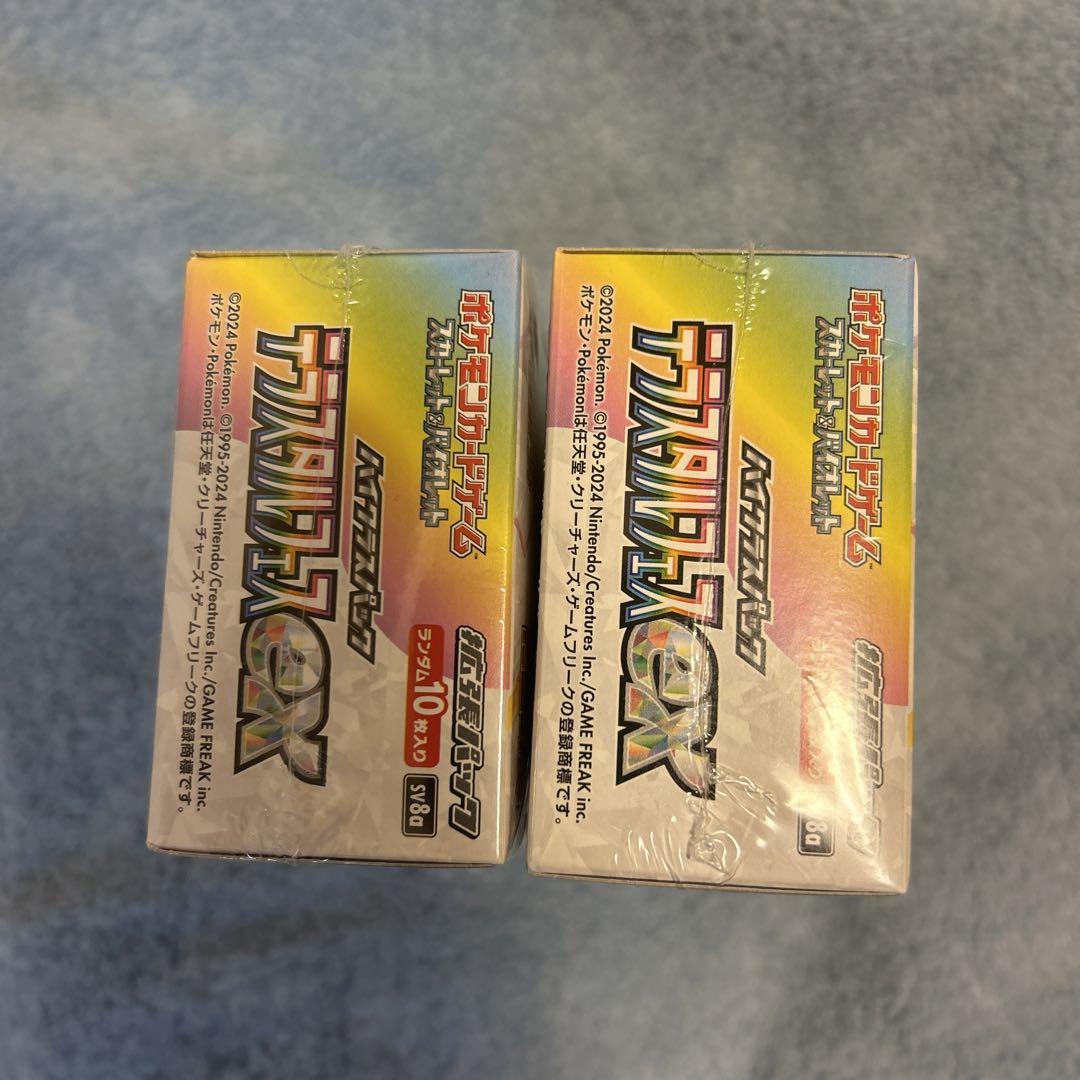 ポケモンカードゲーム™
スカーレット&バイオレット
拡張パック
ハイクラスパック
テラスタルフェスex
ランダム10枚入り
SV8a
©2024 Pokémon. ©1995-2024 Nintendo/Creatures Inc./GAME FREAK inc.
ポケモン・Pokémonは任天堂・クリーチャーズ・ゲームフリークの登録商標です。
ポケモンカードゲーム™
スカーレット&バイオレット
拡張パック
ハイクラスパック
テラスタルフェスex
8a
©2024 Pokémon. ©1995-2024 Nintendo/Creatures Inc./GAME FREAK inc.
ポケモン・Pokémonは任天堂・クリーチャーズ・ゲームフリークの登録商標です。